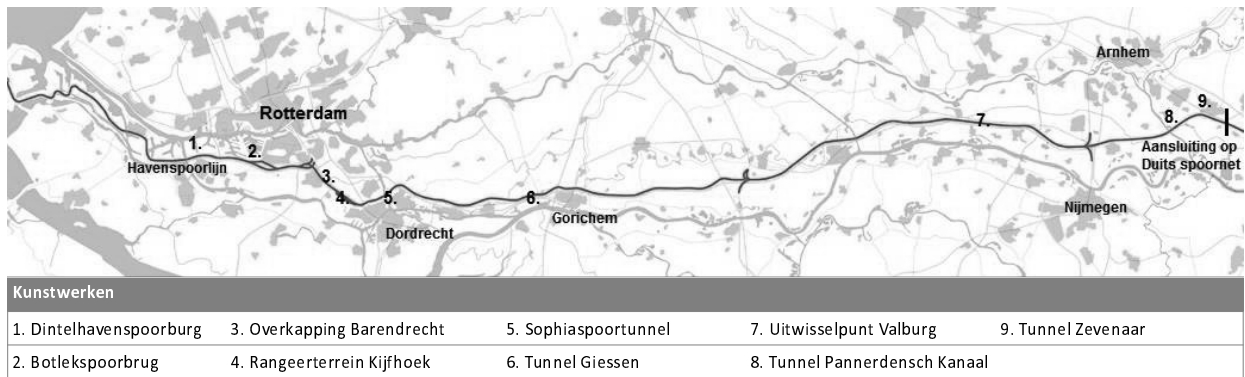 Arnhem
9.
Rotterdam
8.
7.
1.
Aansluiting op
2.
Duits spoornet
Havenspoorlijn
3.
4.
5.
6.
Nijmegen
Gorichem
Dordrecht
Kunstwerken
1. Dintelhavenspoorburg 3. Overkapping Barendrecht 5. Sophiaspoortunnel 7. Uitwisselpunt Valburg 9. Tunnel Zevenaar
2. Botlekspoorbrug 4. Rangeerterrein Kijfhoek 6. Tunnel Giessen 8. Tunnel Pannerdensch Kanaal